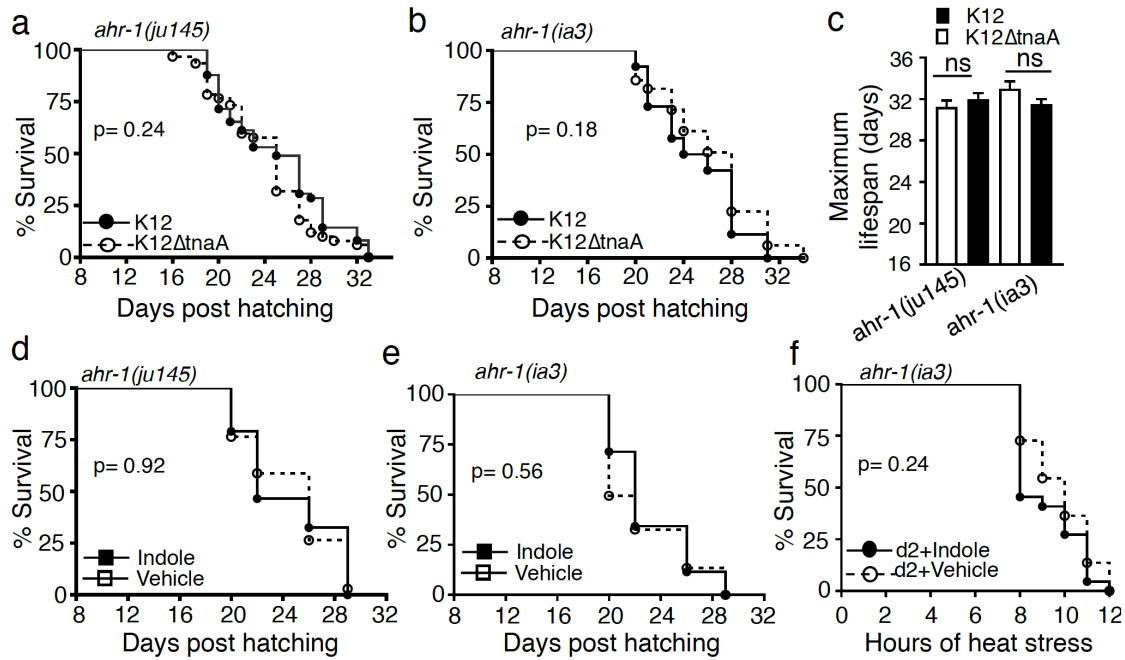 a
ahr-1(ju145)
% Survival
100
75
50
25
0
p= 0.24
K12
K12ΔtnaA
8 12 16 20 24 28 32
Days post hatching
b
ahr-1(ia3)
% Survival
100
75
50
25
0
p= 0.18
K12
K12ΔtnaA
8 12 16 20 24 28 32
Days post hatching
c
K12
K12ΔtnaA
Maximum
lifespan (days)
36
32
28
24
20
16
ns ns
ahr-1(ju145)
ahr-1(ia3)
d
ahr-1(ju145)
% Survival
100
75
50
25
0
p= 0.92
Indole
Vehicle
8 12 16 20 24 28 32
Days post hatching
e
ahr-1(ia3)
% Survival
100
75
50
25
0
p= 0.56
Indole
Vehicle
8 12 16 20 24 28 32
Days post hatching
f
ahr-1(ia3)
% Survival
100
75
50
25
0
p= 0.24
d2+Indole
d2+Vehicle
0 2 4 6 8 10 12
Hours of heat stress